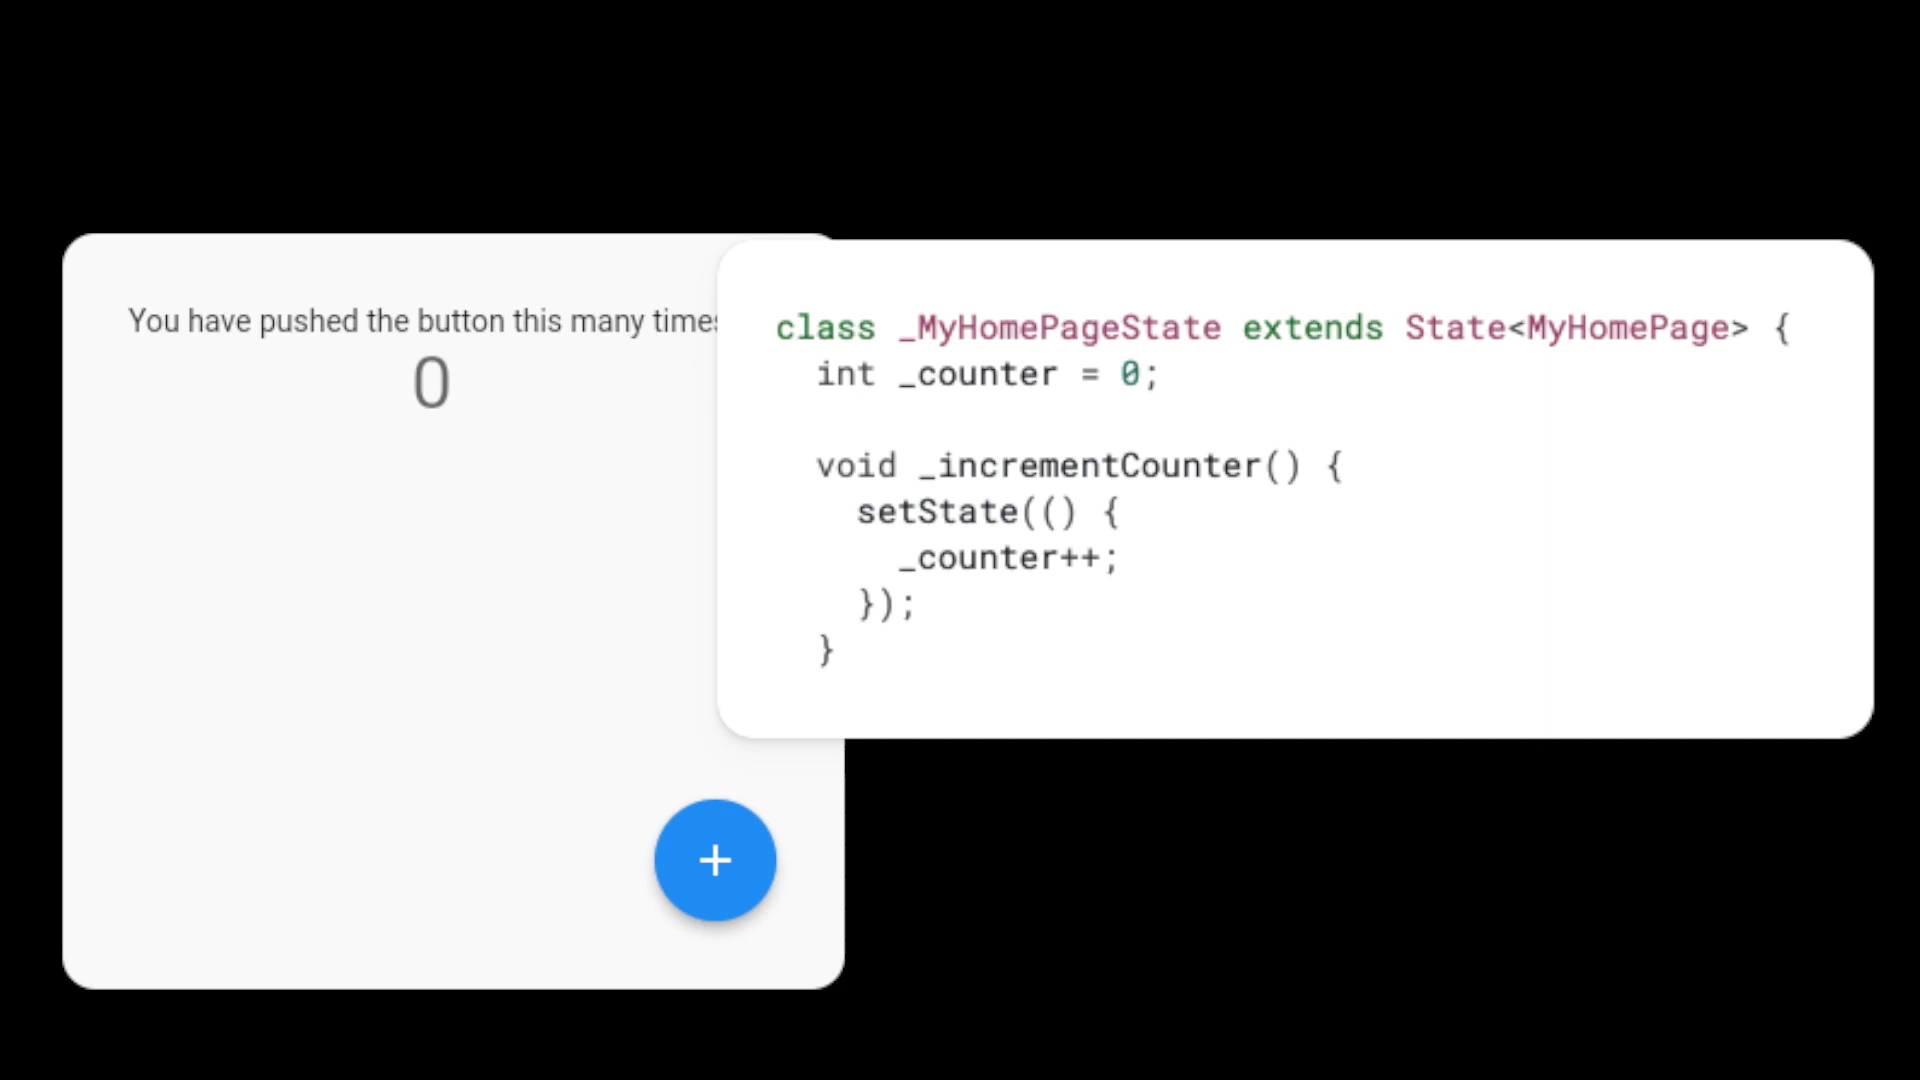 You have pushed the button this many times
0
+
class _MyHomePageState extends State<MyHomePage> {
  int _counter = 0;

  void _incrementCounter() {
    setState(() {
      _counter++;
    });
  }